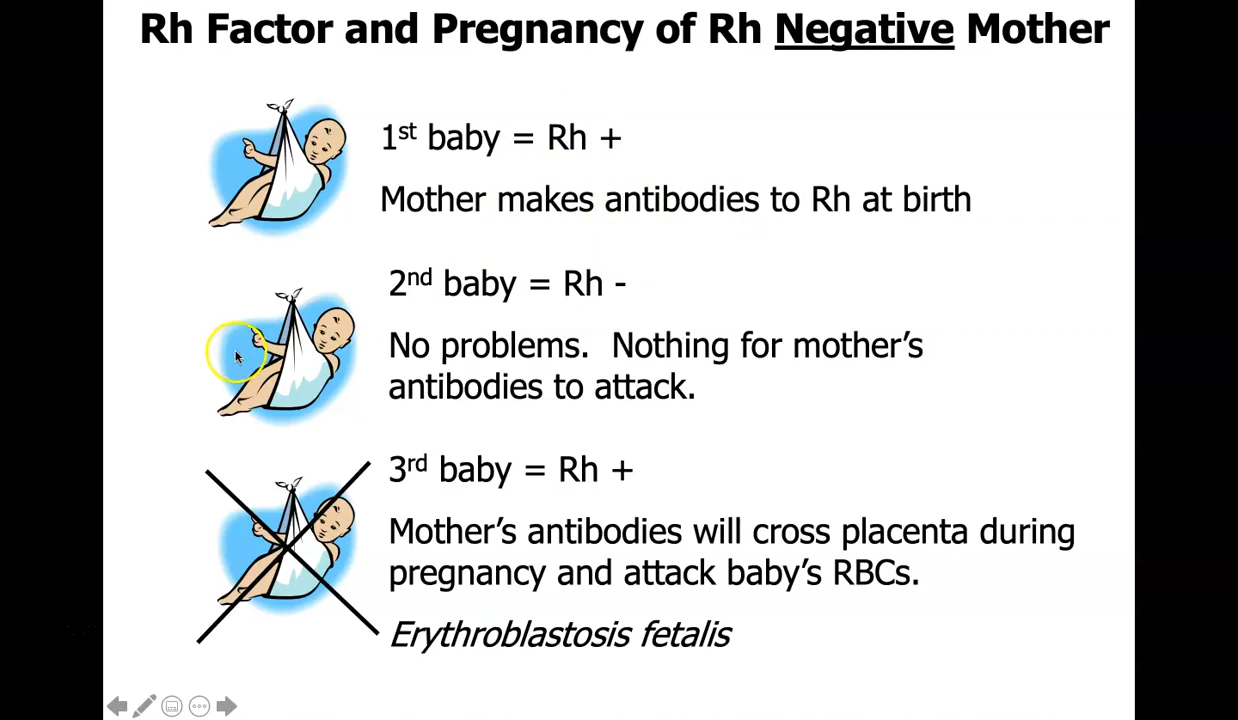 Rh Factor and Pregnancy of Rh Negative Mother
1st baby = Rh +
Mother makes antibodies to Rh at birth
2nd baby = Rh -
No problems.  Nothing for mother’s
antibodies to attack.
3rd baby = Rh +
Mother’s antibodies will cross placenta during
pregnancy and attack baby’s RBCs.
Erythroblastosis fetalis